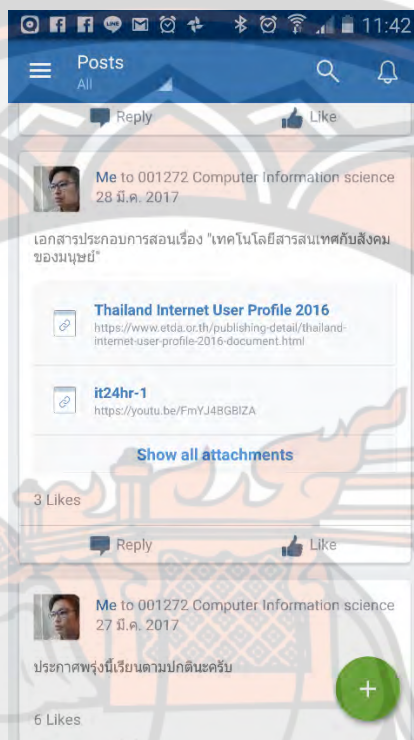 LINE
11:42
Posts
All
Reply
Like
Me to 001272 Computer Information science
28 มี.ค. 2017
เอกสารประกอบการสอนเรื่อง "เทคโนโลยีสารสนเทศกับสังคม
ของมนุษย์"
Thailand Internet User Profile 2016
https://www.etda.or.th/publishing-detail/thailand-
internet-user-profile-2016-document.html
it24hr-1
https://youtu.be/FmYJ4BGBlZA
Show all attachments
3 Likes
Reply
Like
Me to 001272 Computer Information science
27 มี.ค. 2017
ประกาศพรุ่งนี้เรียนตามปกตินะครับ
+
6 Likes